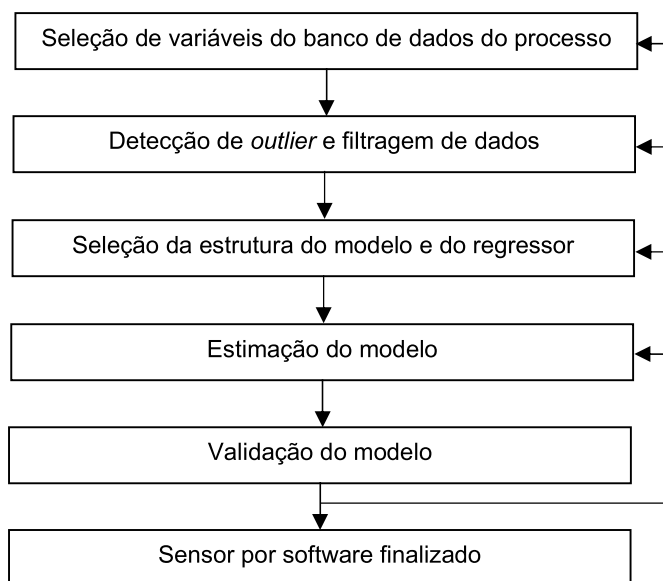 Seleção de variáveis do banco de dados do processo
Detecção de outlier e filtragem de dados
Seleção da estrutura do modelo e do regressor
Estimação do modelo
Validação do modelo
Sensor por software finalizado